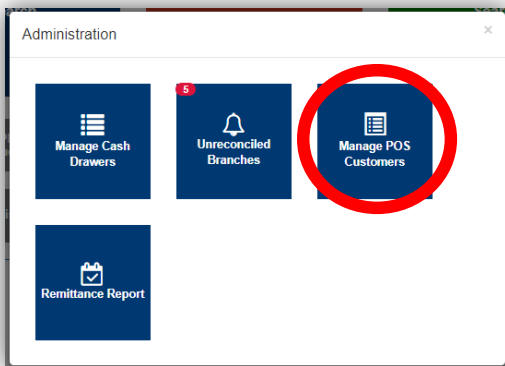 Administration
×
5
Manage Cash
Drawers
Unreconciled
Branches
Manage POS
Customers
Remittance Report